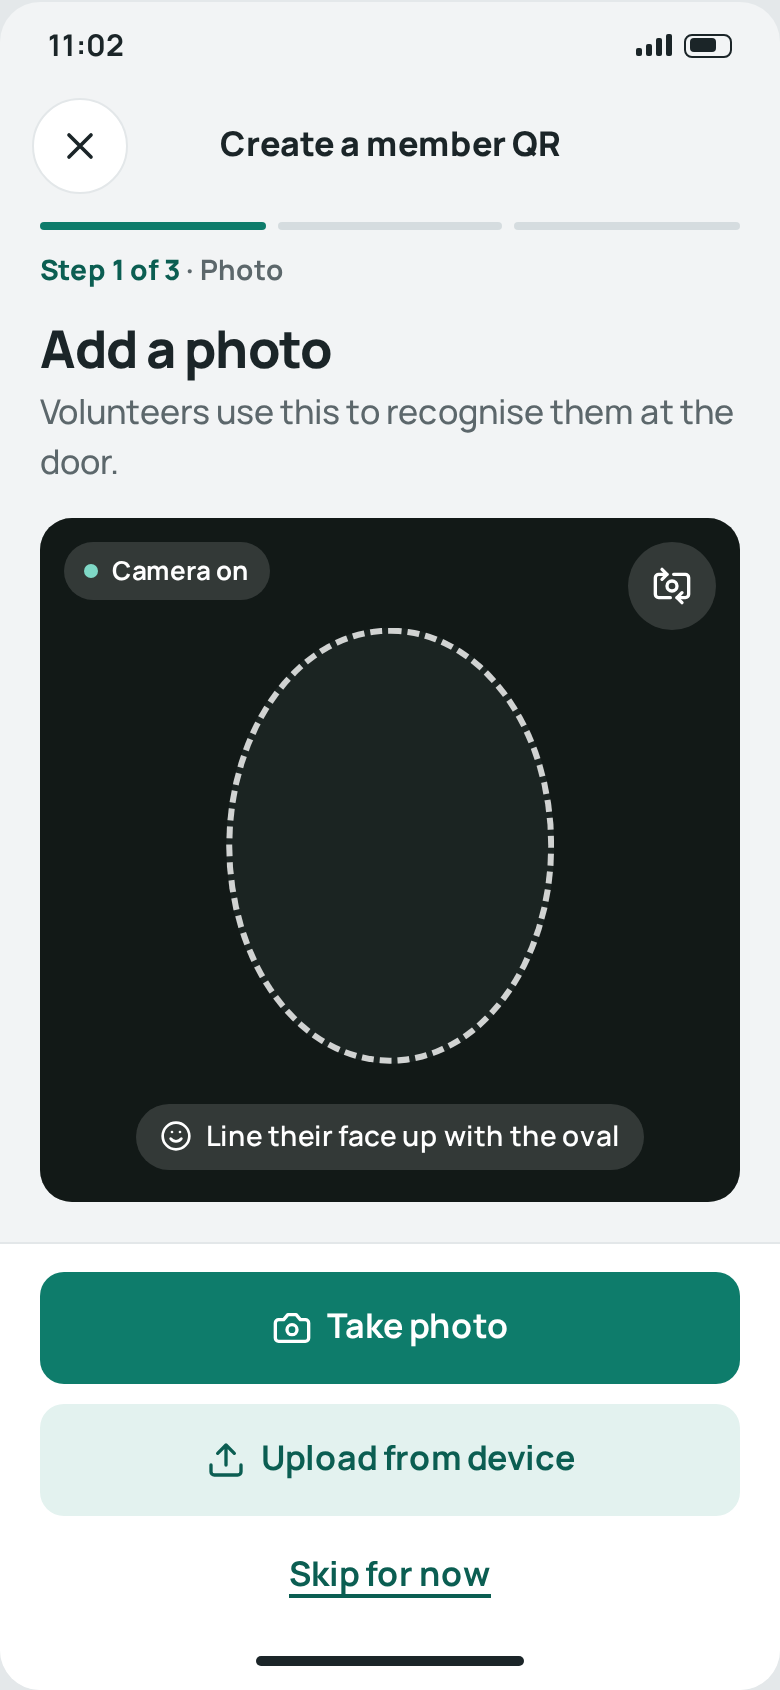 11:02
Create a member QR
Step 1 of 3 · Photo
Add a photo
Volunteers use this to recognise them at the
door.
Camera on
Line their face up with the oval
Take photo
Upload from device
Skip for now